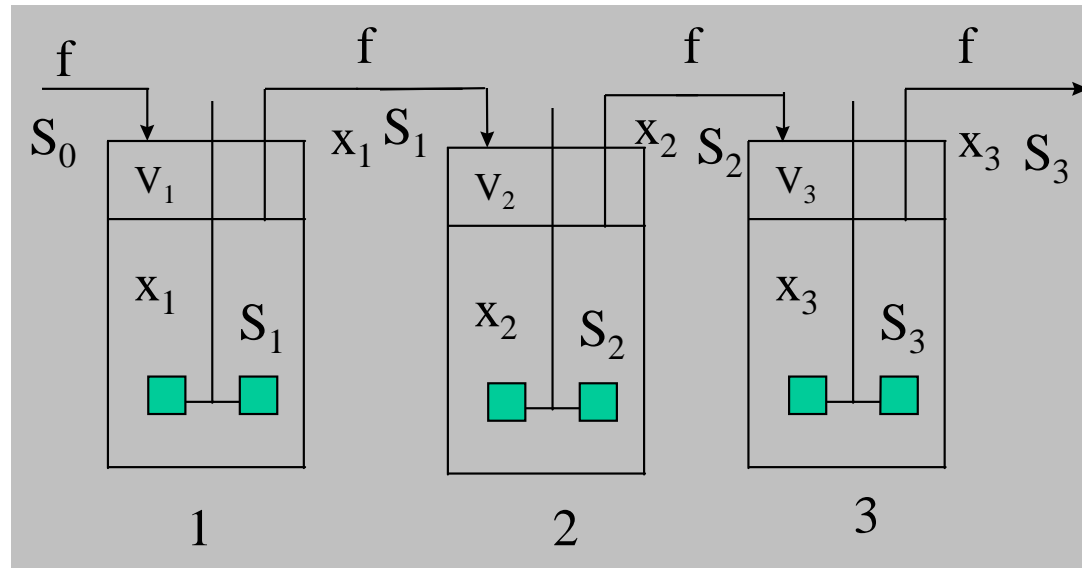 f f f f
S₀ x₁ S₁ x₂ S₂ x₃ S₃
V₁ V₂ V₃
x₁ x₂ x₃
S₁ S₂ S₃
1 2 3